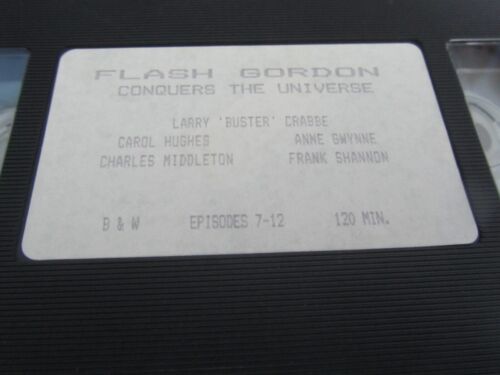 FLASH GORDON
CONQUERS THE UNIVERSE
LARRY 'BUSTER' CRABBE
CAROL HUGHES ANNE GWYNNE
CHARLES MIDDLETON FRANK SHANNON
B & W EPISODES 7-12 120 MIN.